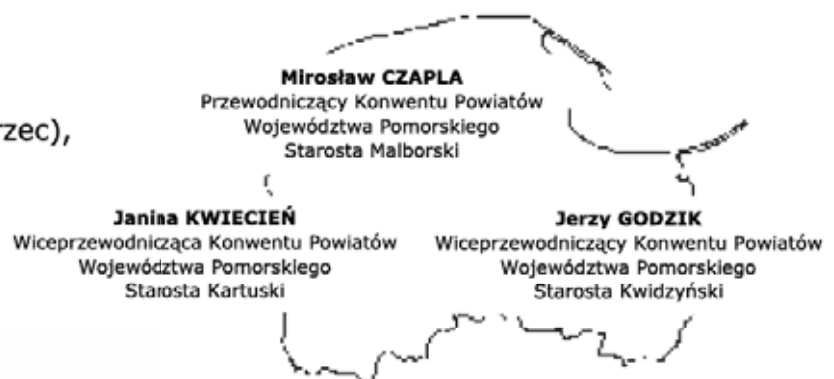 Mirosław CZAPLA
Przewodniczący Konwentu Powiatów
Województwa Pomorskiego
Starosta Malborski
rzec),
Janina KWIECIEŃ
Wiceprzewodnicząca Konwentu Powiatów
Województwa Pomorskiego
Starosta Kartuski
Jerzy GODZIK
Wiceprzewodniczący Konwentu Powiatów
Województwa Pomorskiego
Starosta Kwidzyński